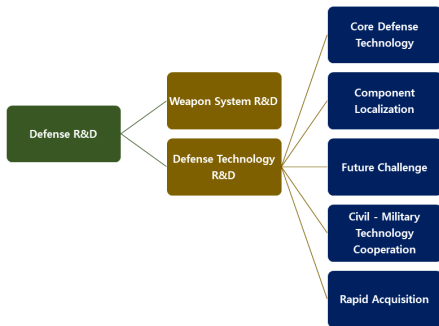 Defense R&D
Weapon System R&D
Defense Technology
R&D
Core Defense
Technology
Component
Localization
Future Challenge
Civil - Military
Technology
Cooperation
Rapid Acquisition